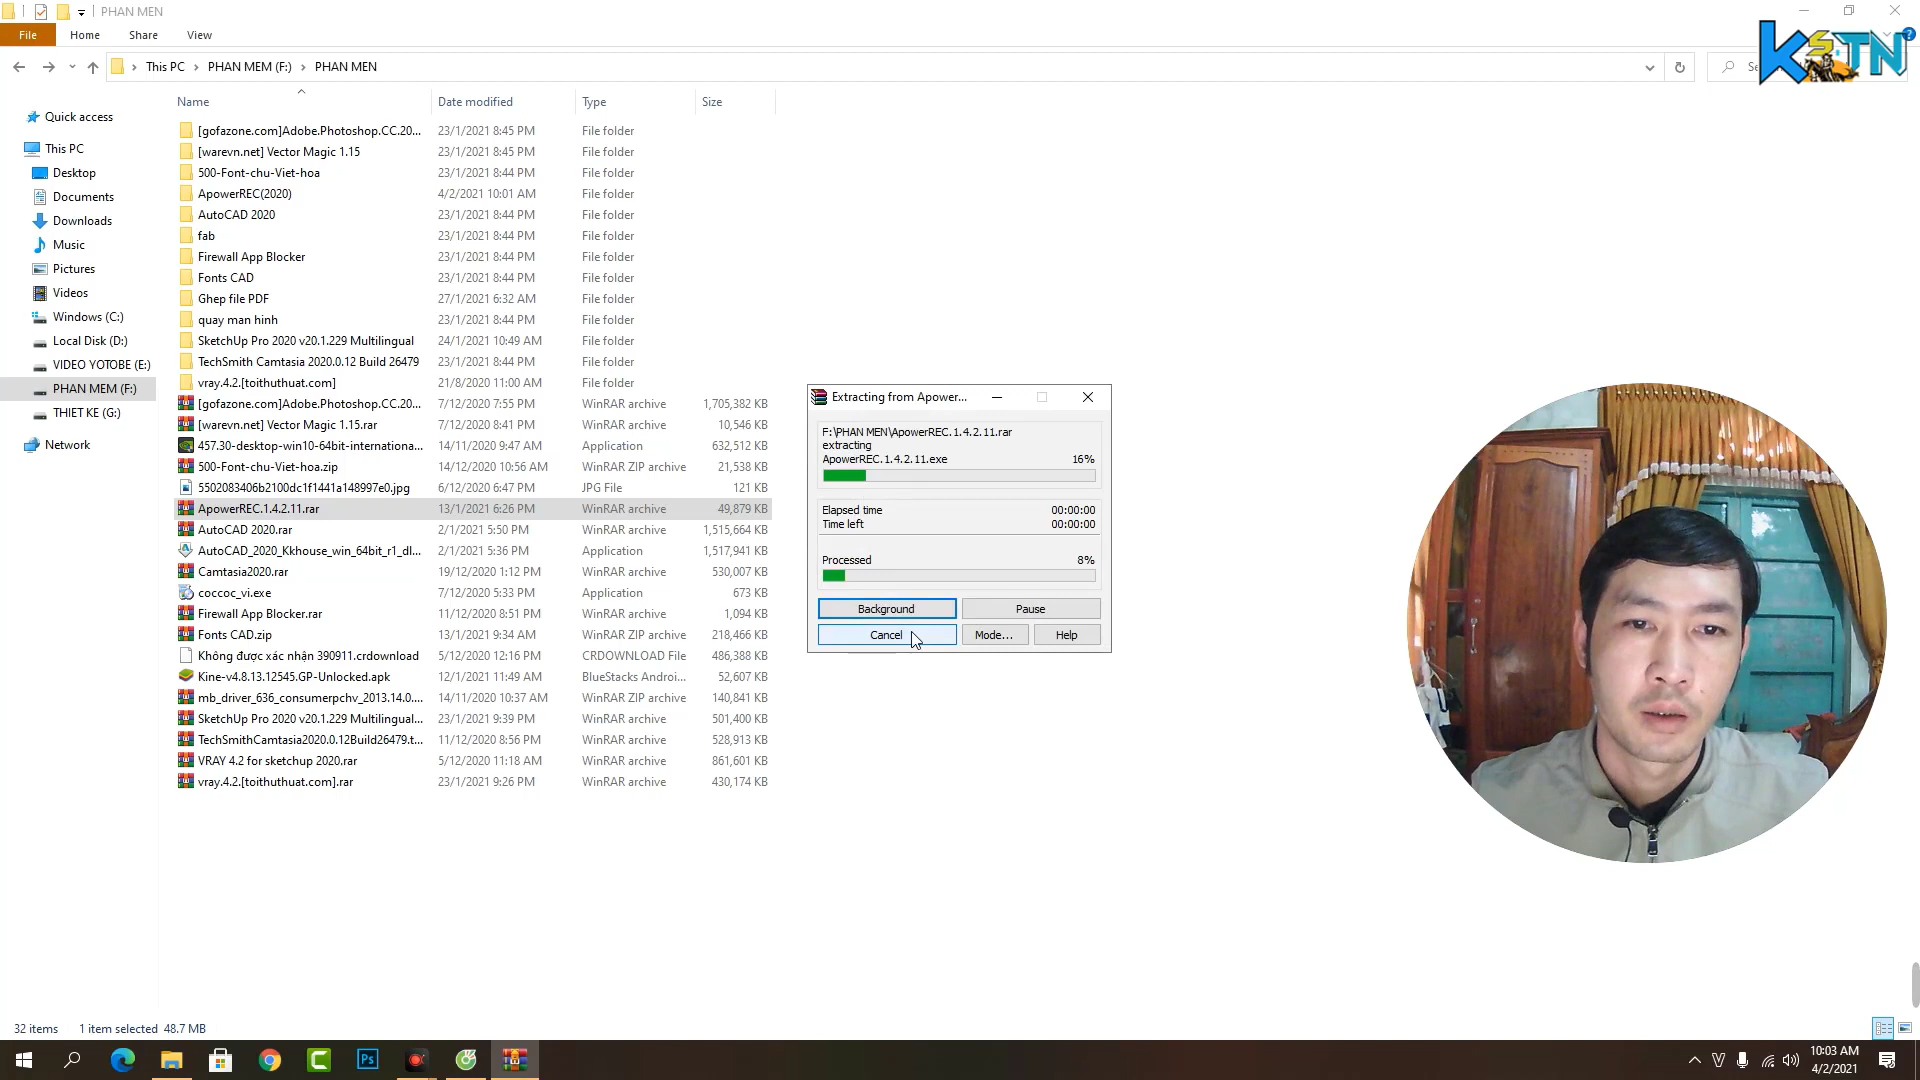 PHAN MEN
File Home Share View
This PC PHAN MEM (F:) PHAN MEN
KSTN
Name Date modified Type Size
Quick access
This PC
Desktop
Documents
Downloads
Music
Pictures
Videos
Windows (C:)
Local Disk (D:)
VIDEO YOTOBE (E:)
PHAN MEM (F:)
THIET KE (G:)
Network
[gofazone.com]Adobe.Photoshop.CC.20... 23/1/2021 8:45 PM File folder
[warevn.net] Vector Magic 1.15 23/1/2021 8:45 PM File folder
500-Font-chu-Viet-hoa 23/1/2021 8:44 PM File folder
ApowerREC(2020) 4/2/2021 10:01 AM File folder
AutoCAD 2020 23/1/2021 8:44 PM File folder
fab 23/1/2021 8:44 PM File folder
Firewall App Blocker 23/1/2021 8:44 PM File folder
Fonts CAD 23/1/2021 8:44 PM File folder
Ghep file PDF 27/1/2021 6:32 AM File folder
quay man hinh 23/1/2021 8:44 PM File folder
SketchUp Pro 2020 v20.1.229 Multilingual 24/1/2021 10:49 AM File folder
TechSmith Camtasia 2020.0.12 Build 26479 23/1/2021 8:44 PM File folder
vray.4.2.[toithuthuat.com] 21/8/2020 11:00 AM File folder
[gofazone.com]Adobe.Photoshop.CC.20... 7/12/2020 7:55 PM WinRAR archive 1,705,382 KB
[warevn.net] Vector Magic 1.15.rar 7/12/2020 8:41 PM WinRAR archive 10,546 KB
457.30-desktop-win10-64bit-internationa... 14/11/2020 9:47 AM Application 632,512 KB
500-Font-chu-Viet-hoa.zip 14/12/2020 10:56 AM WinRAR ZIP archive 21,538 KB
5502083406b2100dc1f1441a148997e0.jpg 6/12/2020 6:47 PM JPG File 121 KB
ApowerREC.1.4.2.11.rar 13/1/2021 6:26 PM WinRAR archive 49,879 KB
AutoCAD 2020.rar 2/1/2021 5:50 PM WinRAR archive 1,515,664 KB
AutoCAD_2020_Kkhouse_win_64bit_r1_dl... 2/1/2021 5:36 PM Application 1,517,941 KB
Camtasia2020.rar 19/12/2020 1:12 PM WinRAR archive 530,007 KB
coccoc_vi.exe 7/12/2020 5:33 PM Application 673 KB
Firewall App Blocker.rar 11/12/2020 8:51 PM WinRAR archive 1,094 KB
Fonts CAD.zip 13/1/2021 9:34 AM WinRAR ZIP archive 218,466 KB
Không được xác nhận 390911.crdownload 5/12/2020 12:16 PM CRDOWNLOAD File 486,388 KB
Kine-v4.8.13.12545.GP-Unlocked.apk 12/1/2021 11:49 AM BlueStacks Androi... 52,607 KB
mb_driver_636_consumerpchv_2013.14.0.... 14/11/2020 10:37 AM WinRAR ZIP archive 140,841 KB
SketchUp Pro 2020 v20.1.229 Multilingual... 23/1/2021 9:39 PM WinRAR archive 501,400 KB
TechSmithCamtasia2020.0.12Build26479.t... 11/12/2020 8:56 PM WinRAR archive 528,913 KB
VRAY 4.2 for sketchup 2020.rar 5/12/2020 11:18 AM WinRAR archive 861,601 KB
vray.4.2.[toithuthuat.com].rar 23/1/2021 9:26 PM WinRAR archive 430,174 KB
Extracting from Apower...
F:\PHAN MEN\ApowerREC.1.4.2.11.rar
extracting
ApowerREC.1.4.2.11.exe 16%
Elapsed time 00:00:00
Time left 00:00:00
Processed 8%
Background Pause
Cancel Mode... Help
32 items 1 item selected 48.7 MB
10:03 AM
4/2/2021